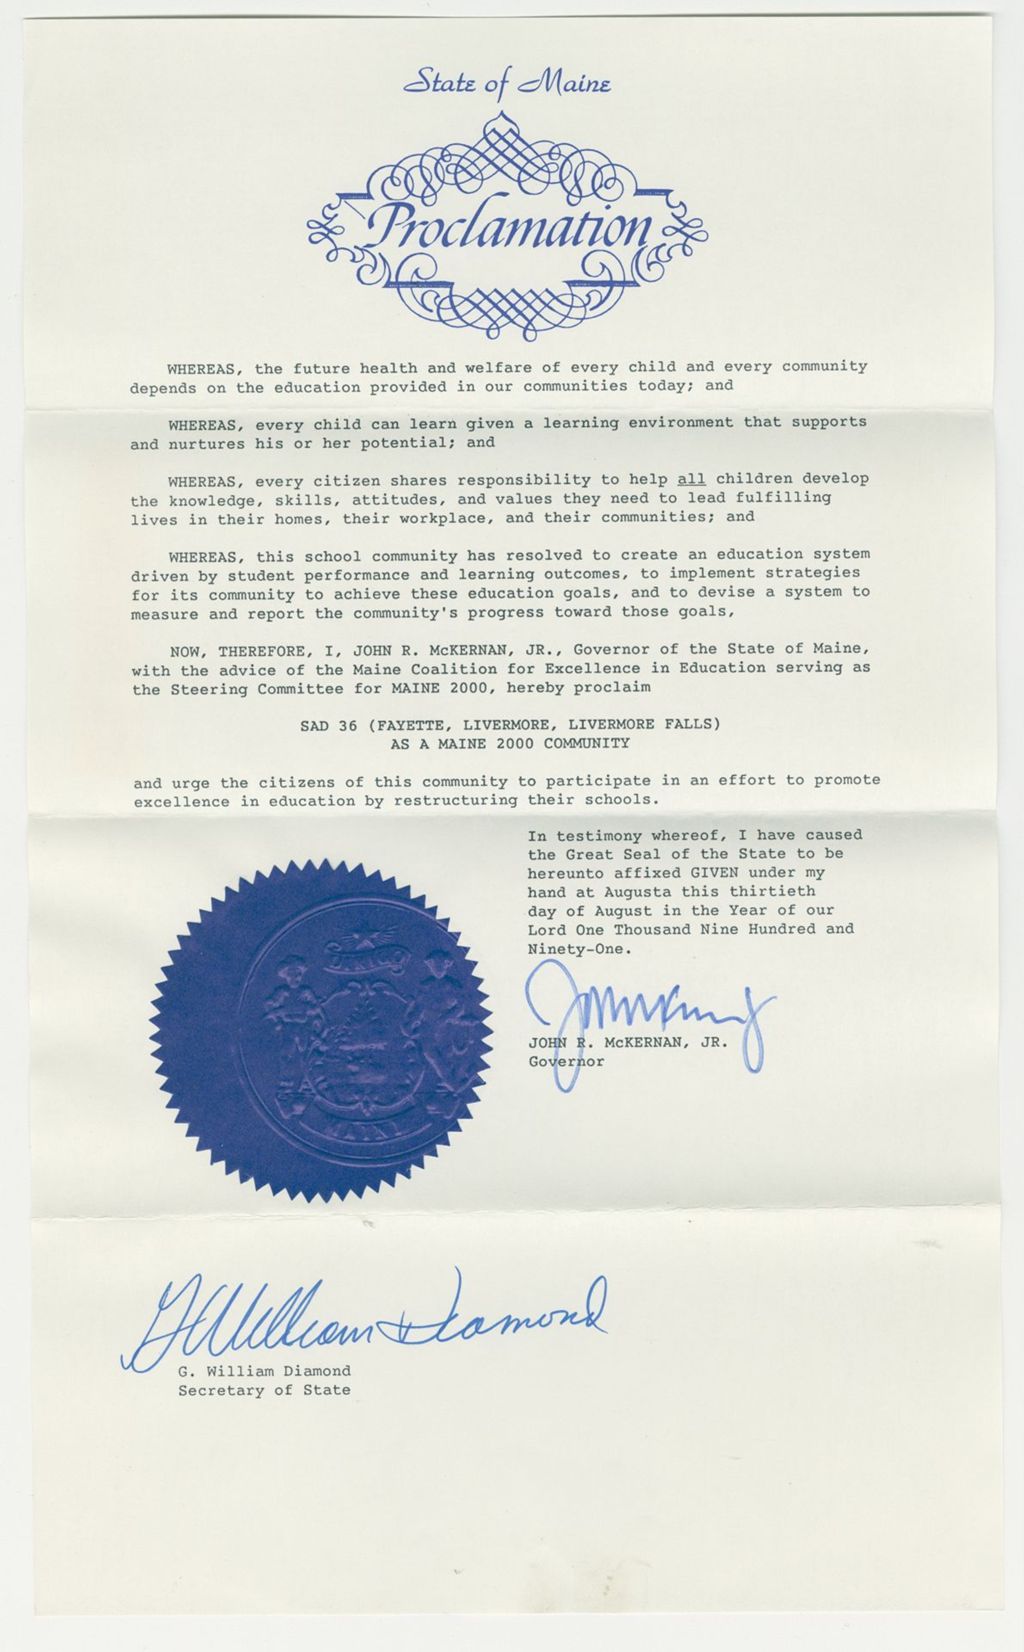 State of Maine
Proclamation
WHEREAS, the future health and welfare of every child and every community
depends on the education provided in our communities today; and
WHEREAS, every child can learn given a learning environment that supports
and nurtures his or her potential; and
WHEREAS, every citizen shares responsibility to help all children develop
the knowledge, skills, attitudes, and values they need to lead fulfilling
lives in their homes, their workplace, and their communities; and
WHEREAS, this school community has resolved to create an education system
driven by student performance and learning outcomes, to implement strategies
for its community to achieve these education goals, and to devise a system to
measure and report the community's progress toward those goals,
NOW, THEREFORE, I, JOHN R. McKERNAN, JR., Governor of the State of Maine,
with the advice of the Maine Coalition for Excellence in Education serving as
the Steering Committee for MAINE 2000, hereby proclaim
SAD 36 (FAYETTE, LIVERMORE, LIVERMORE FALLS)
AS A MAINE 2000 COMMUNITY
and urge the citizens of this community to participate in an effort to promote
excellence in education by restructuring their schools.
In testimony whereof, I have caused
the Great Seal of the State to be
hereunto affixed GIVEN under my
hand at Augusta this thirtieth
day of August in the Year of our
Lord One Thousand Nine Hundred and
Ninety-One.
JOHN R. McKERNAN, JR.
Governor
MAINE
G William Diamond
G. William Diamond
Secretary of State